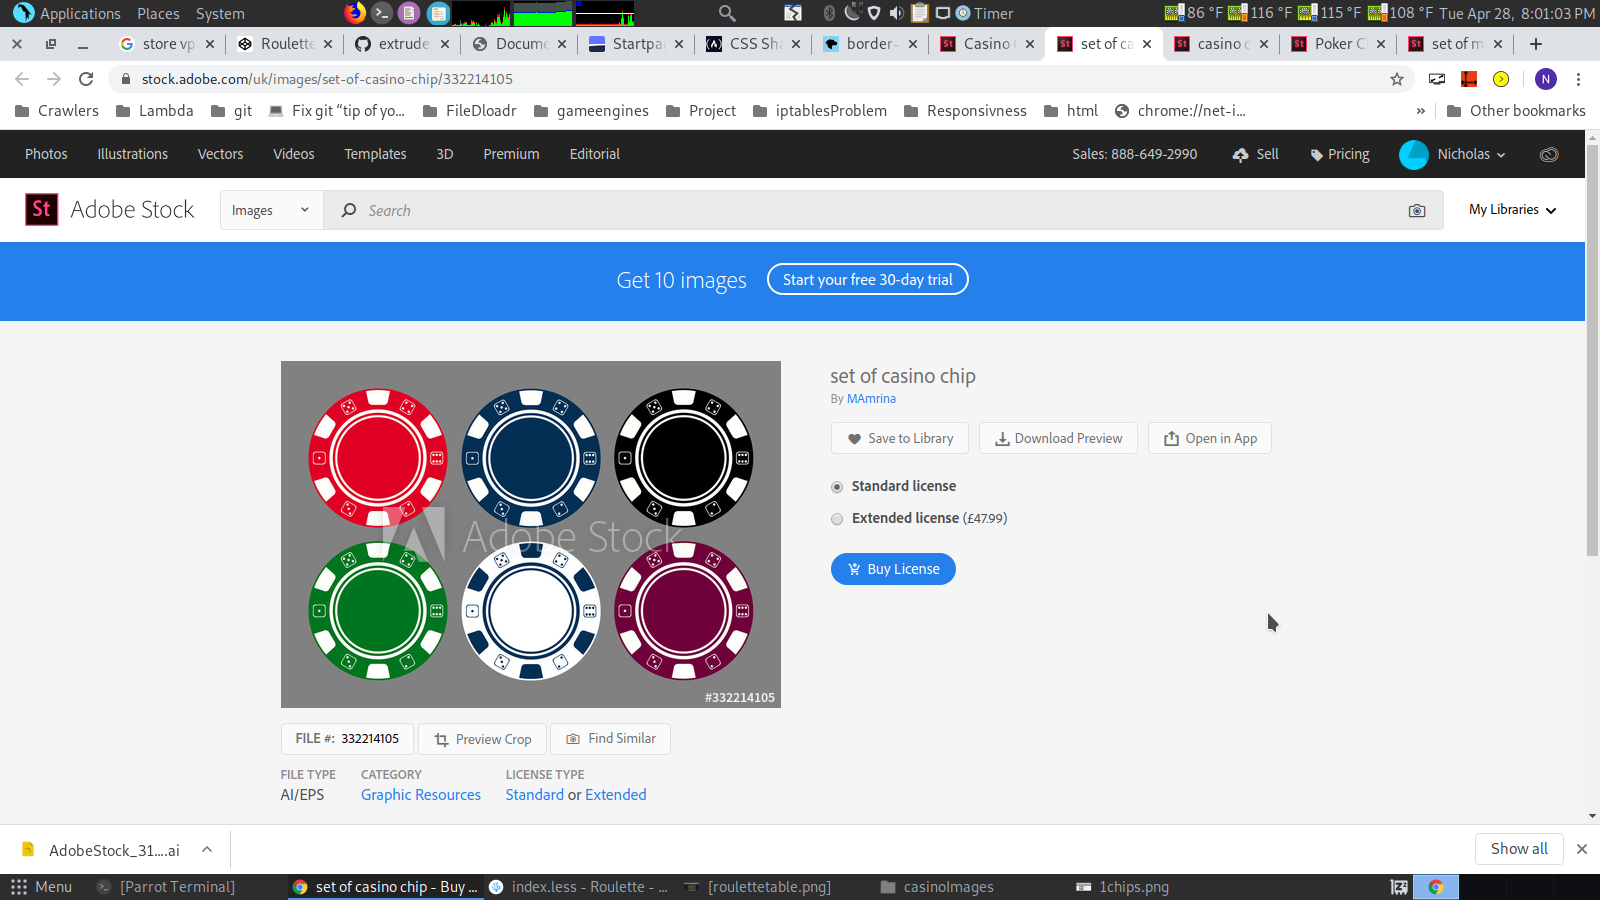 Applications Places System Timer 86 °F 116 °F 115 °F 108 °F Tue Apr 28, 8:01:03 PM
store vp Roulette extrude Docume Startpa CSS Sha border- Casino set of ca casino c Poker C set of m
stock.adobe.com/uk/images/set-of-casino-chip/332214105 N
Crawlers Lambda git Fix git “tip of yo... FileDloadr gameengines Project iptablesProblem Responsivness html chrome://net-i... » Other bookmarks
Photos Illustrations Vectors Videos Templates 3D Premium Editorial Sales: 888-649-2990 Sell Pricing Nicholas
St Adobe Stock Images Search My Libraries
Get 10 images Start your free 30-day trial
set of casino chip
By MAmrina
Save to Library Download Preview Open in App
Standard license
Extended license (£47.99)
Adobe Stock
Buy License
#332214105
FILE #: 332214105 Preview Crop Find Similar
FILE TYPE CATEGORY LICENSE TYPE
AI/EPS Graphic Resources Standard or Extended
AdobeStock_31....ai Show all
Menu [Parrot Terminal] set of casino chip - Buy ... index.less - Roulette - ... [roulettetable.png] casinoImages 1chips.png